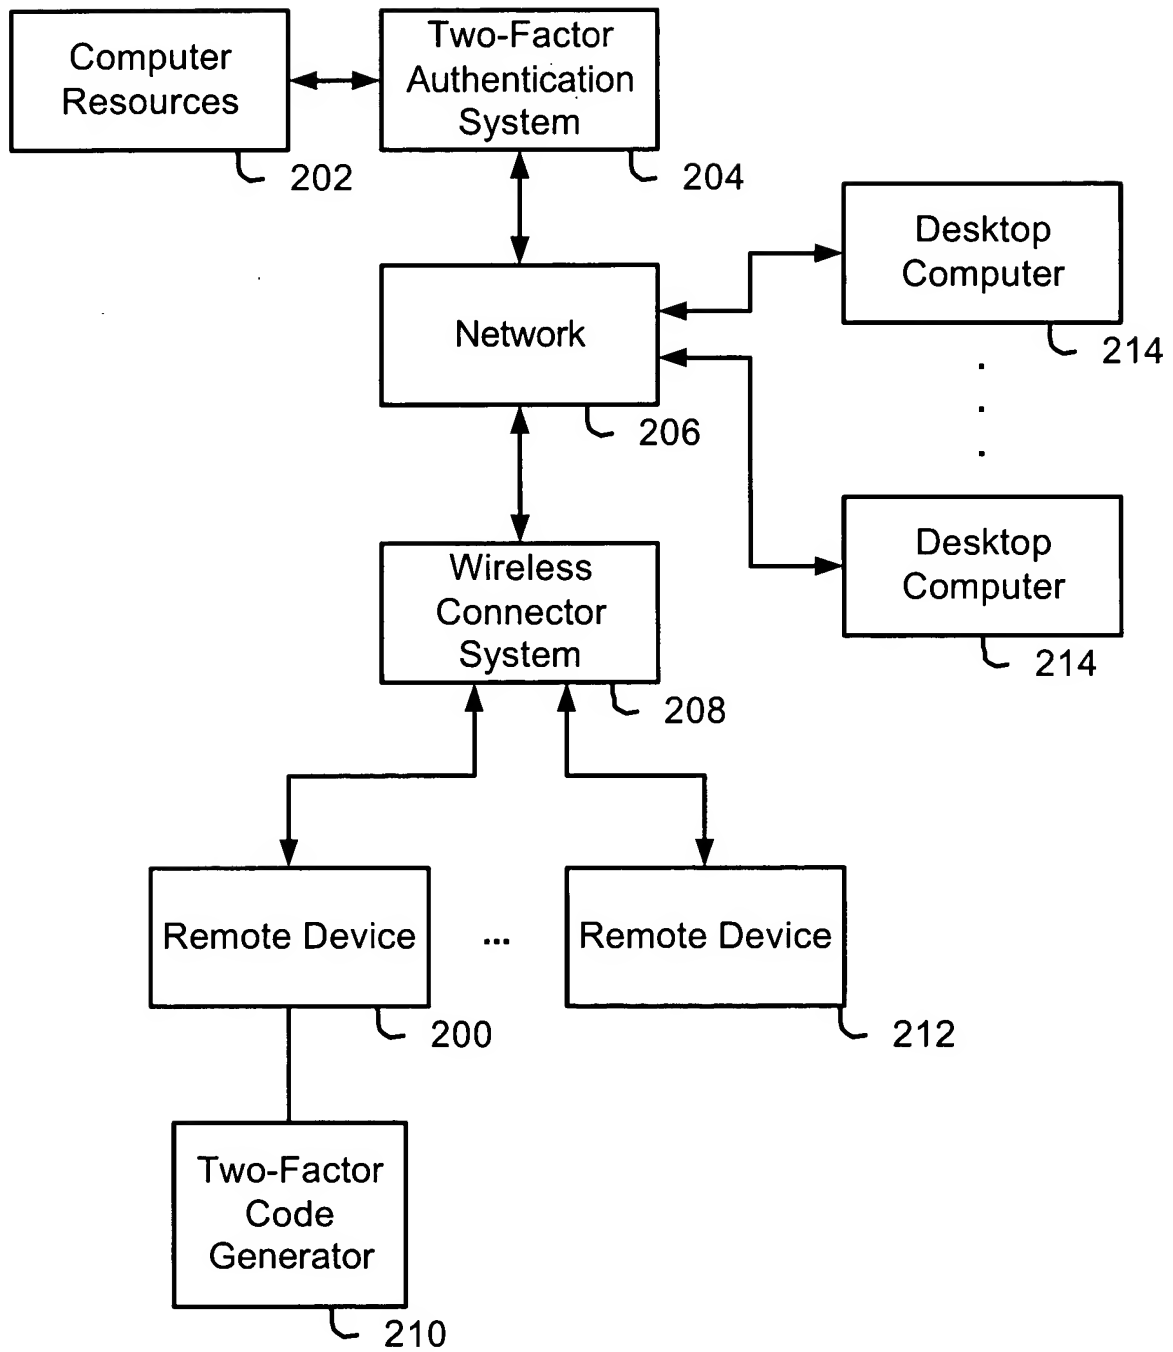 Computer
Resources
202
Two-Factor
Authentication
System
204
Desktop
Computer
214
Network
206
.
.
.
Desktop
Computer
214
Wireless
Connector
System
208
Remote Device
200
...
Remote Device
212
Two-Factor
Code
Generator
210